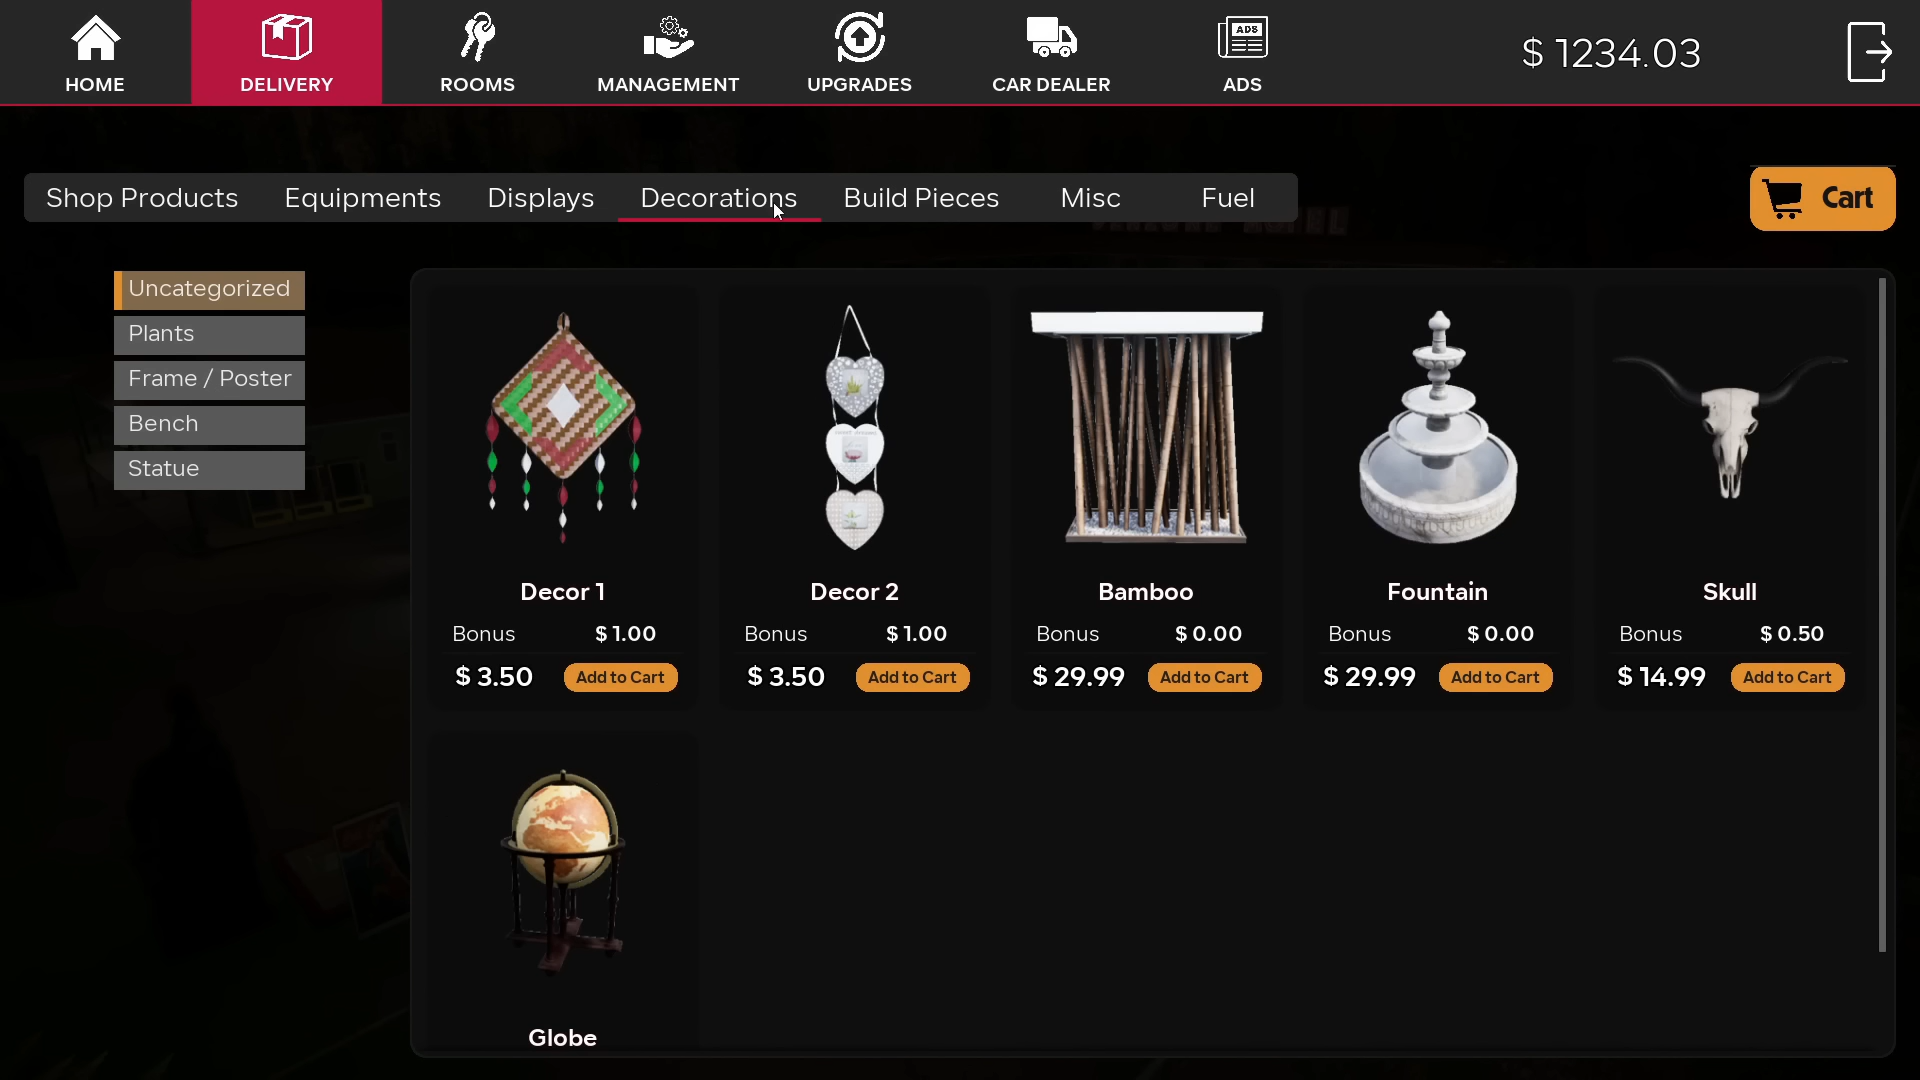 HOME
DELIVERY
ROOMS
MANAGEMENT
UPGRADES
CAR DEALER
ADS
ADS
$ 1234.03
Shop Products
Equipments
Displays
Decorations
Build Pieces
Misc
Fuel
Cart
Uncategorized
Plants
Frame / Poster
Bench
Statue
Decor 1
Bonus $ 1.00
$ 3.50 Add to Cart
Decor 2
Bonus $ 1.00
$ 3.50 Add to Cart
Bamboo
Bonus $ 0.00
$ 29.99 Add to Cart
Fountain
Bonus $ 0.00
$ 29.99 Add to Cart
Skull
Bonus $ 0.50
$ 14.99 Add to Cart
Globe